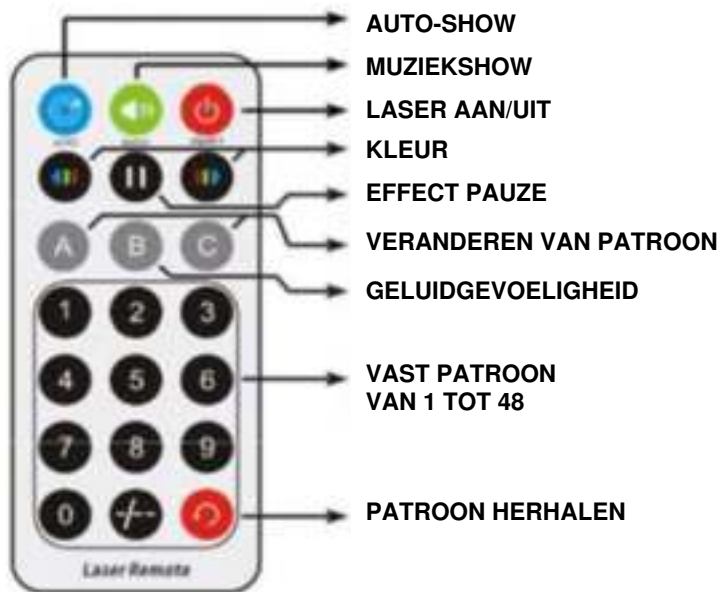 AUTO-SHOW
MUZIEKSHOW
LASER AAN/UIT
KLEUR
EFFECT PAUZE
A B C
VERANDEREN VAN PATROON
GELUIDGEVOELIGHEID
1 2 3
4 5 6
VAST PATROON
VAN 1 TOT 48
7 8 9
0 -/--
PATROON HERHALEN
Laser Remote